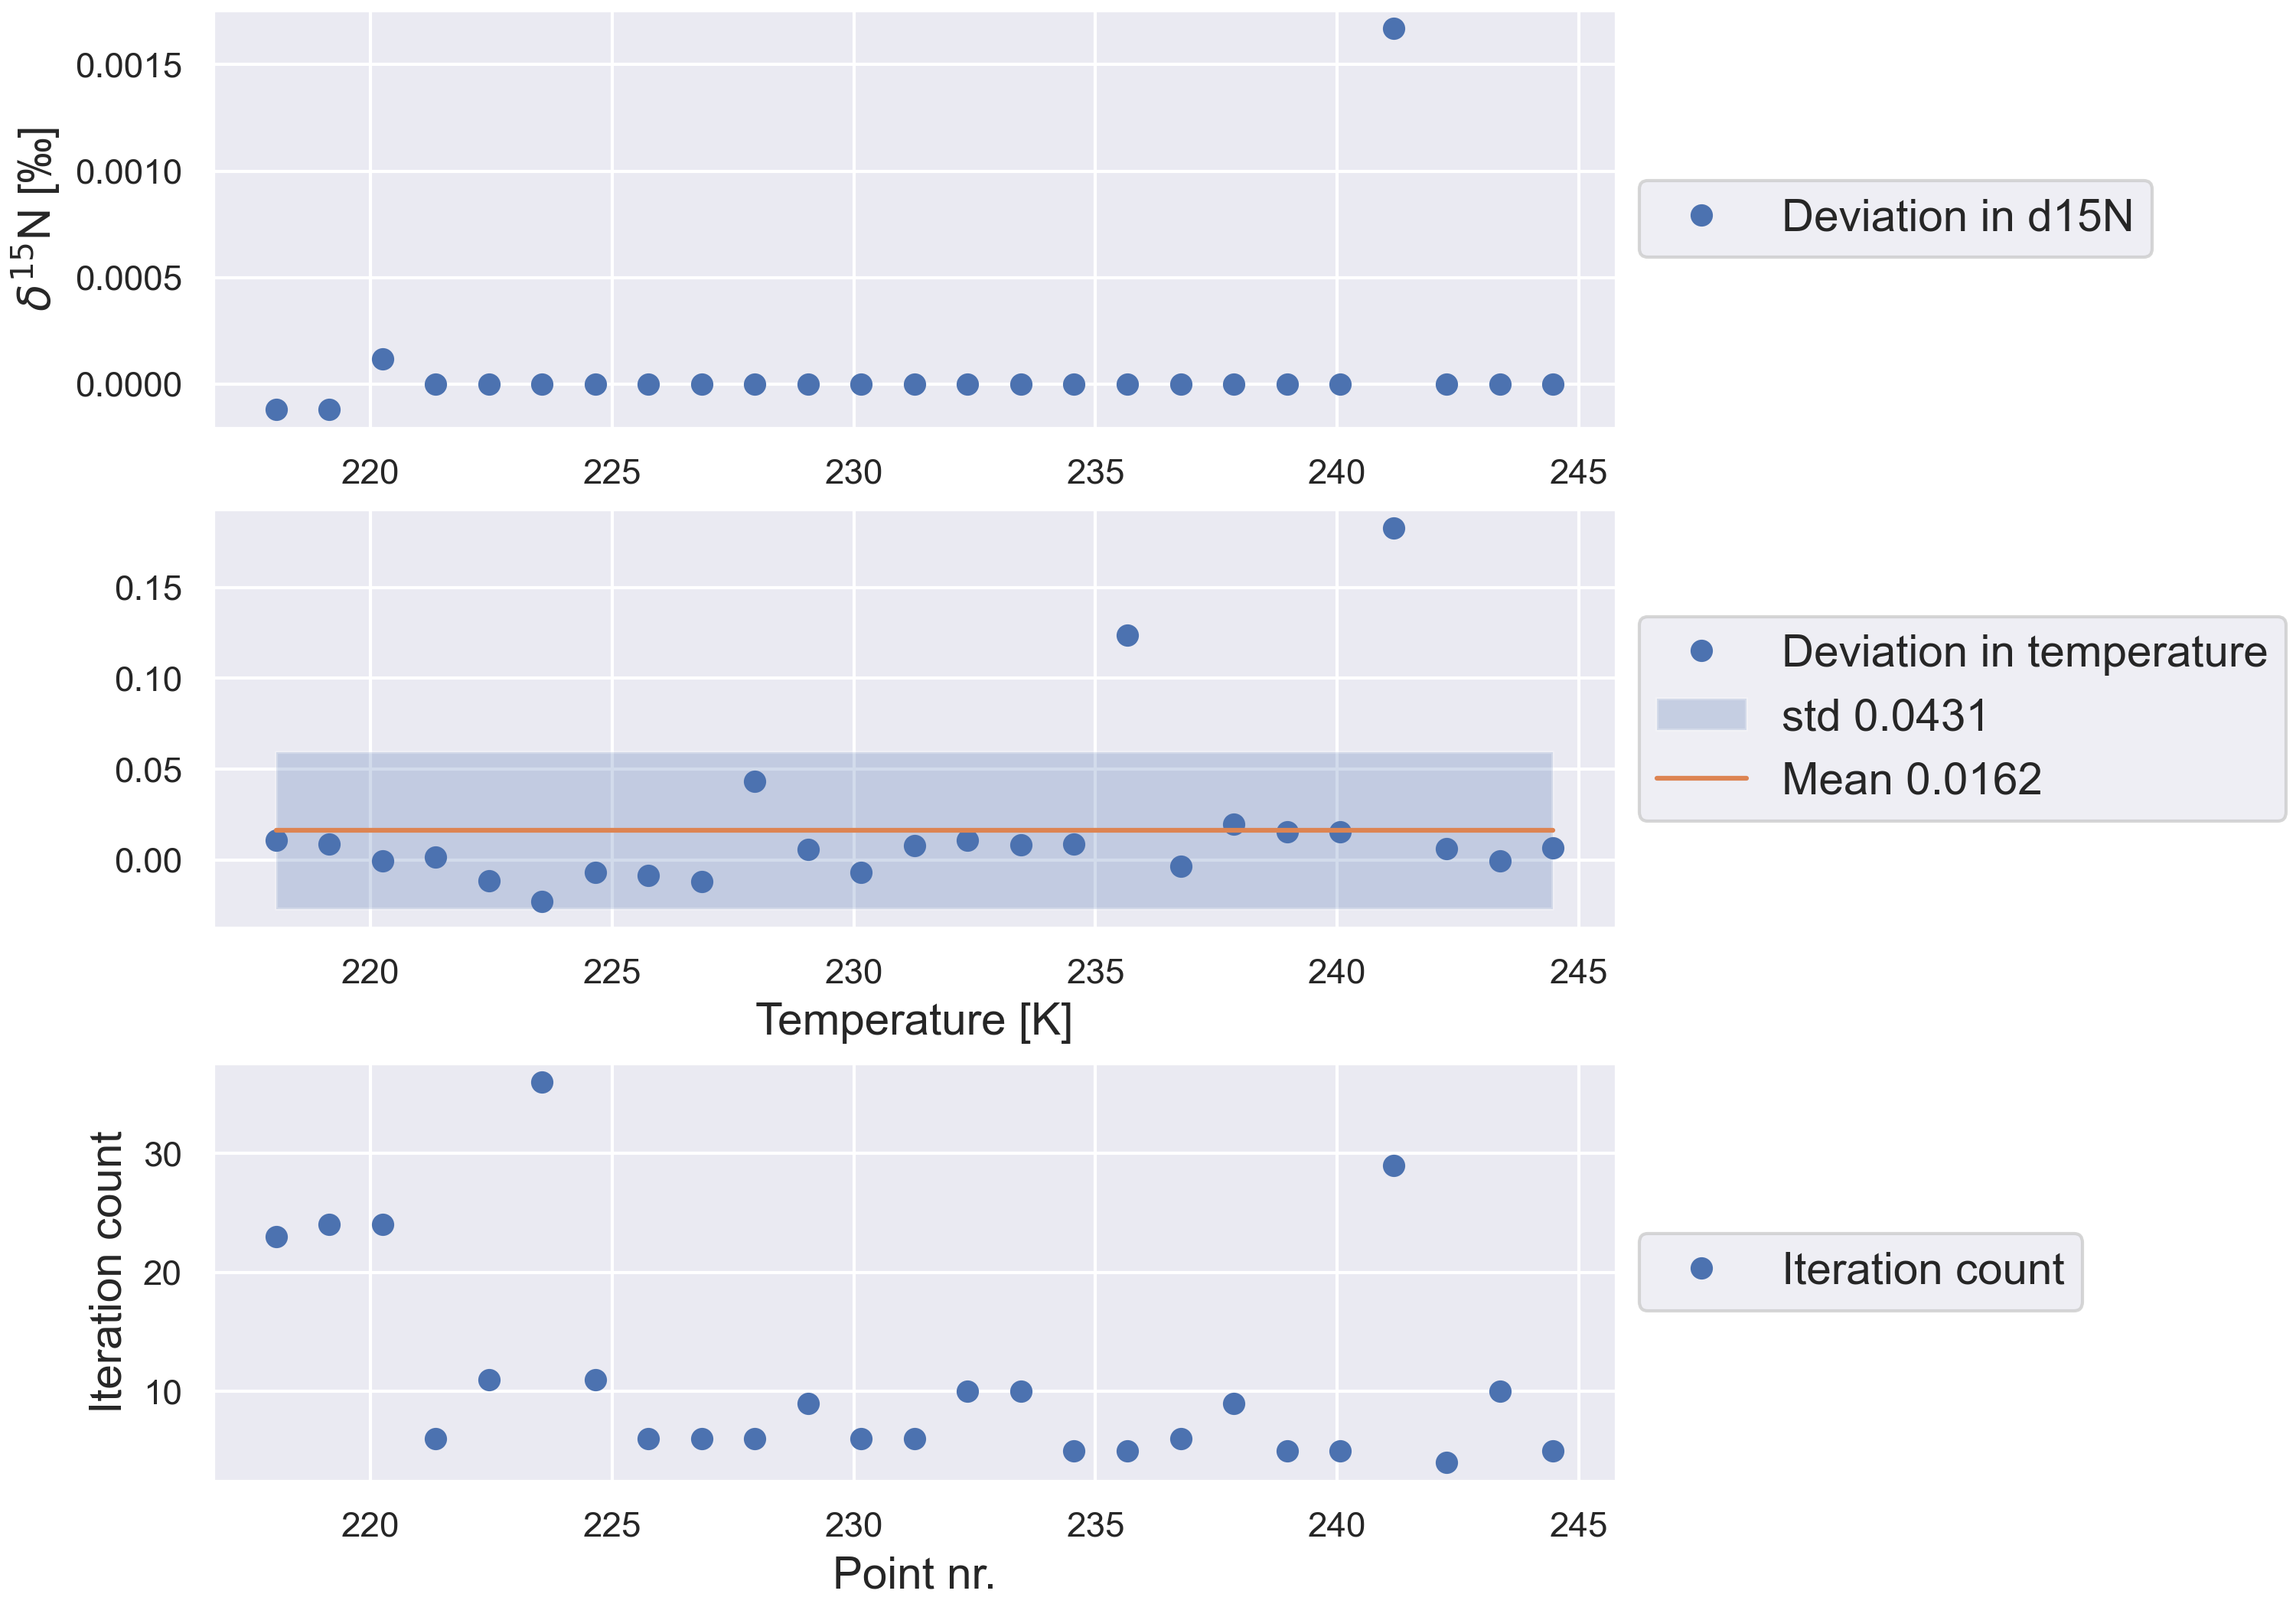 0.0015
0.0010
0.0005
0.0000
δ¹⁵N [‰]
220 225 230 235 240 245
Deviation in d15N
0.15
0.10
0.05
0.00
220 225 230 235 240 245
Temperature [K]
Deviation in temperature
std 0.0431
Mean 0.0162
30
20
10
Iteration count
220 225 230 235 240 245
Point nr.
Iteration count